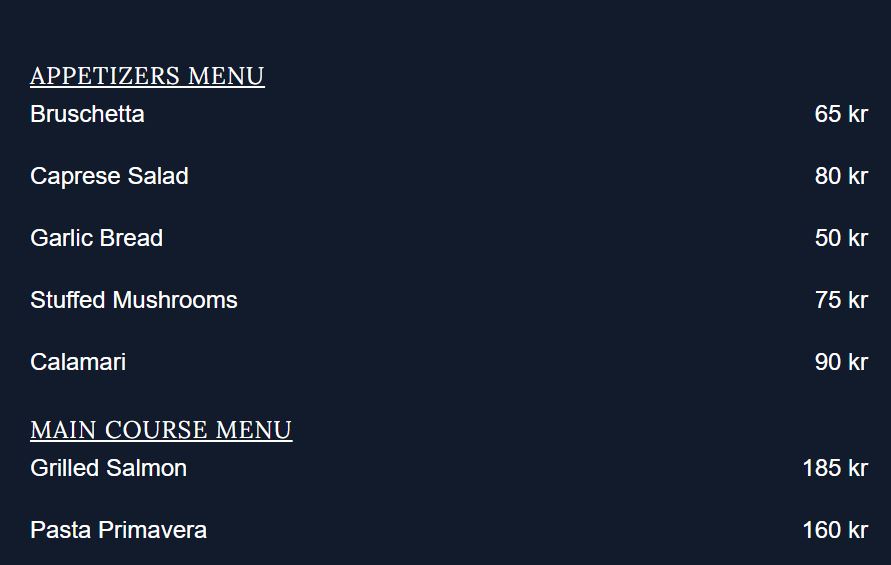 APPETIZERS MENU
Bruschetta 65 kr
Caprese Salad 80 kr
Garlic Bread 50 kr
Stuffed Mushrooms 75 kr
Calamari 90 kr
MAIN COURSE MENU
Grilled Salmon 185 kr
Pasta Primavera 160 kr